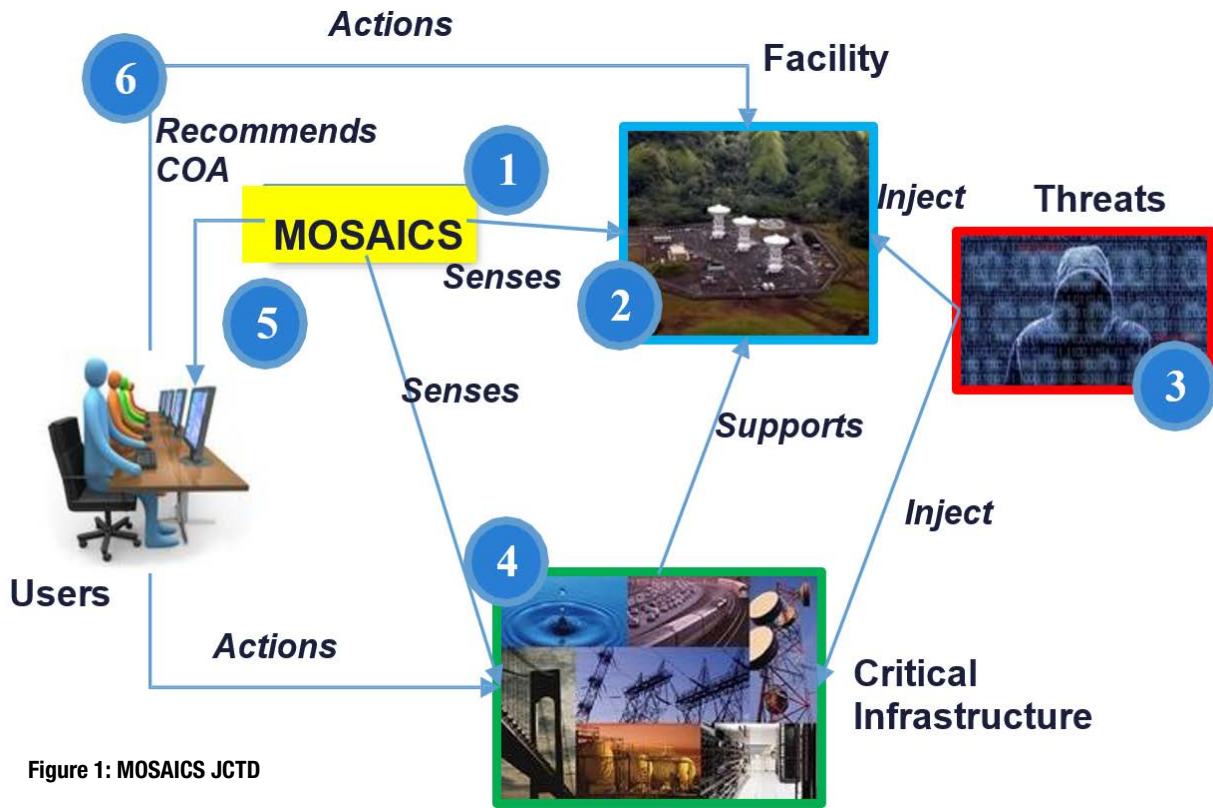 Actions
6
Facility
Recommends
COA
1
Inject
Threats
MOSAICS
Senses
2
5
3
Senses
Supports
Inject
4
Users
Actions
Critical
Infrastructure
Figure 1: MOSAICS JCTD